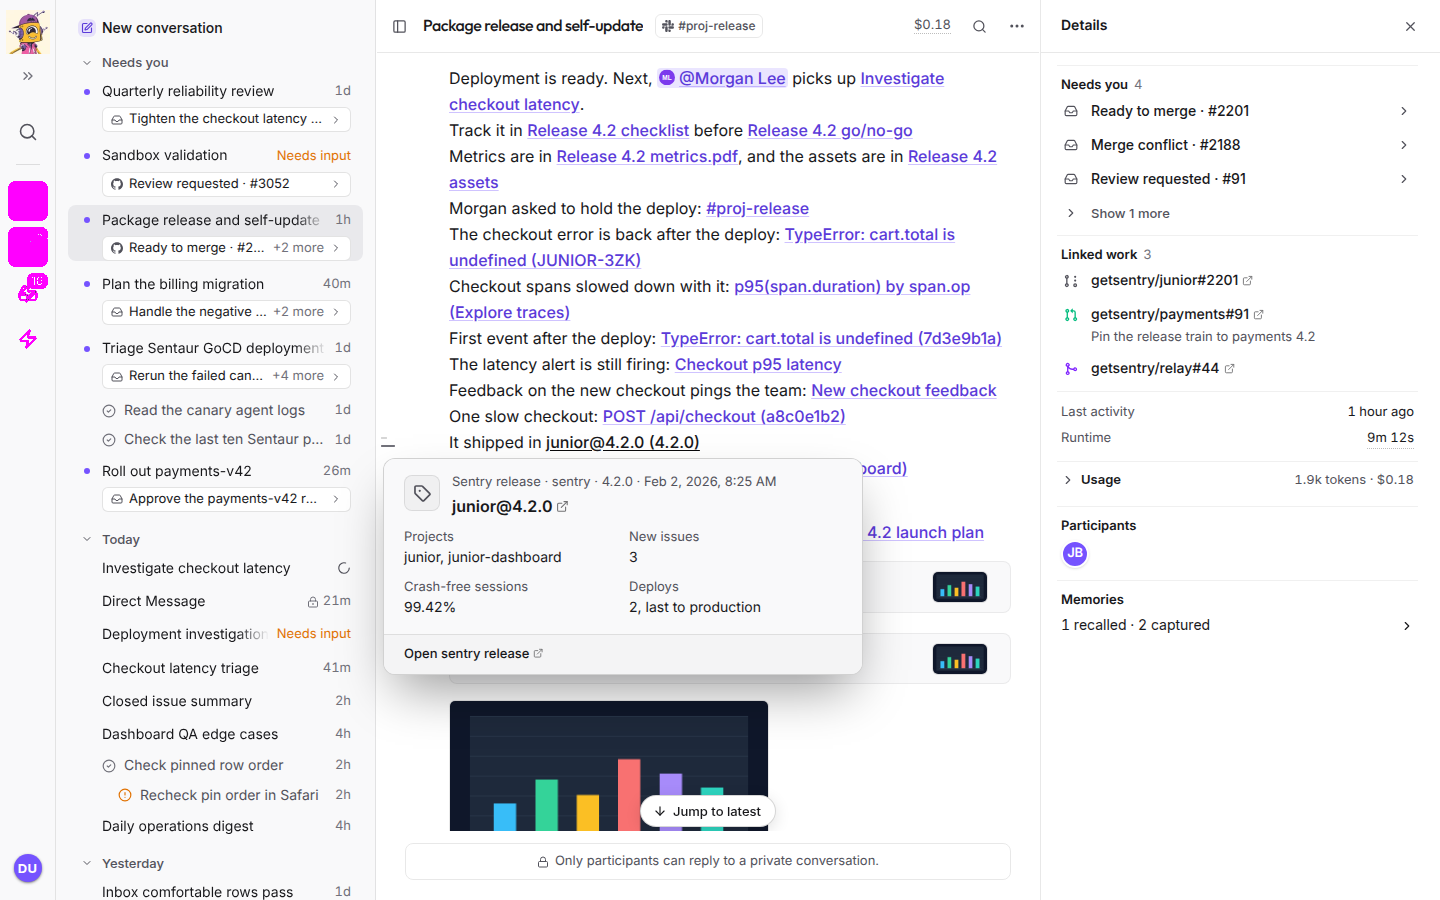 New conversation
Needs you
Quarterly reliability review 1d
Tighten the checkout latency ...
Sandbox validation Needs input
Review requested · #3052
Package release and self-update 1h
Ready to merge · #2... +2 more
Plan the billing migration 40m
Handle the negative ... +2 more
Triage Sentaur GoCD deployment 1d
Rerun the failed can... +4 more
Read the canary agent logs 1d
Check the last ten Sentaur p... 1d
Roll out payments-v42 26m
Approve the payments-v42 r...
Today
Investigate checkout latency
Direct Message 21m
Deployment investigation Needs input
Checkout latency triage 41m
Closed issue summary 2h
Dashboard QA edge cases 4h
Check pinned row order 2h
Recheck pin order in Safari 2h
Daily operations digest 4h
Yesterday
Inbox comfortable rows pass 1d
DU
Package release and self-update #proj-release $0.18
Deployment is ready. Next, ML @Morgan Lee picks up Investigate
checkout latency.
Track it in Release 4.2 checklist before Release 4.2 go/no-go
Metrics are in Release 4.2 metrics.pdf, and the assets are in Release 4.2
assets
Morgan asked to hold the deploy: #proj-release
The checkout error is back after the deploy: TypeError: cart.total is
undefined (JUNIOR-3ZK)
Checkout spans slowed down with it: p95(span.duration) by span.op
(Explore traces)
First event after the deploy: TypeError: cart.total is undefined (7d3e9b1a)
The latency alert is still firing: Checkout p95 latency
Feedback on the new checkout pings the team: New checkout feedback
One slow checkout: POST /api/checkout (a8c0e1b2)
It shipped in junior@4.2.0 (4.2.0)
board)
4.2 launch plan
Sentry release · sentry · 4.2.0 · Feb 2, 2026, 8:25 AM
junior@4.2.0
Projects New issues
junior, junior-dashboard 3
Crash-free sessions Deploys
99.42% 2, last to production
Open sentry release
Jump to latest
Only participants can reply to a private conversation.
Details
Needs you 4
Ready to merge · #2201
Merge conflict · #2188
Review requested · #91
Show 1 more
Linked work 3
getsentry/junior#2201
getsentry/payments#91
Pin the release train to payments 4.2
getsentry/relay#44
Last activity 1 hour ago
Runtime 9m 12s
Usage 1.9k tokens · $0.18
Participants
JB
Memories
1 recalled · 2 captured